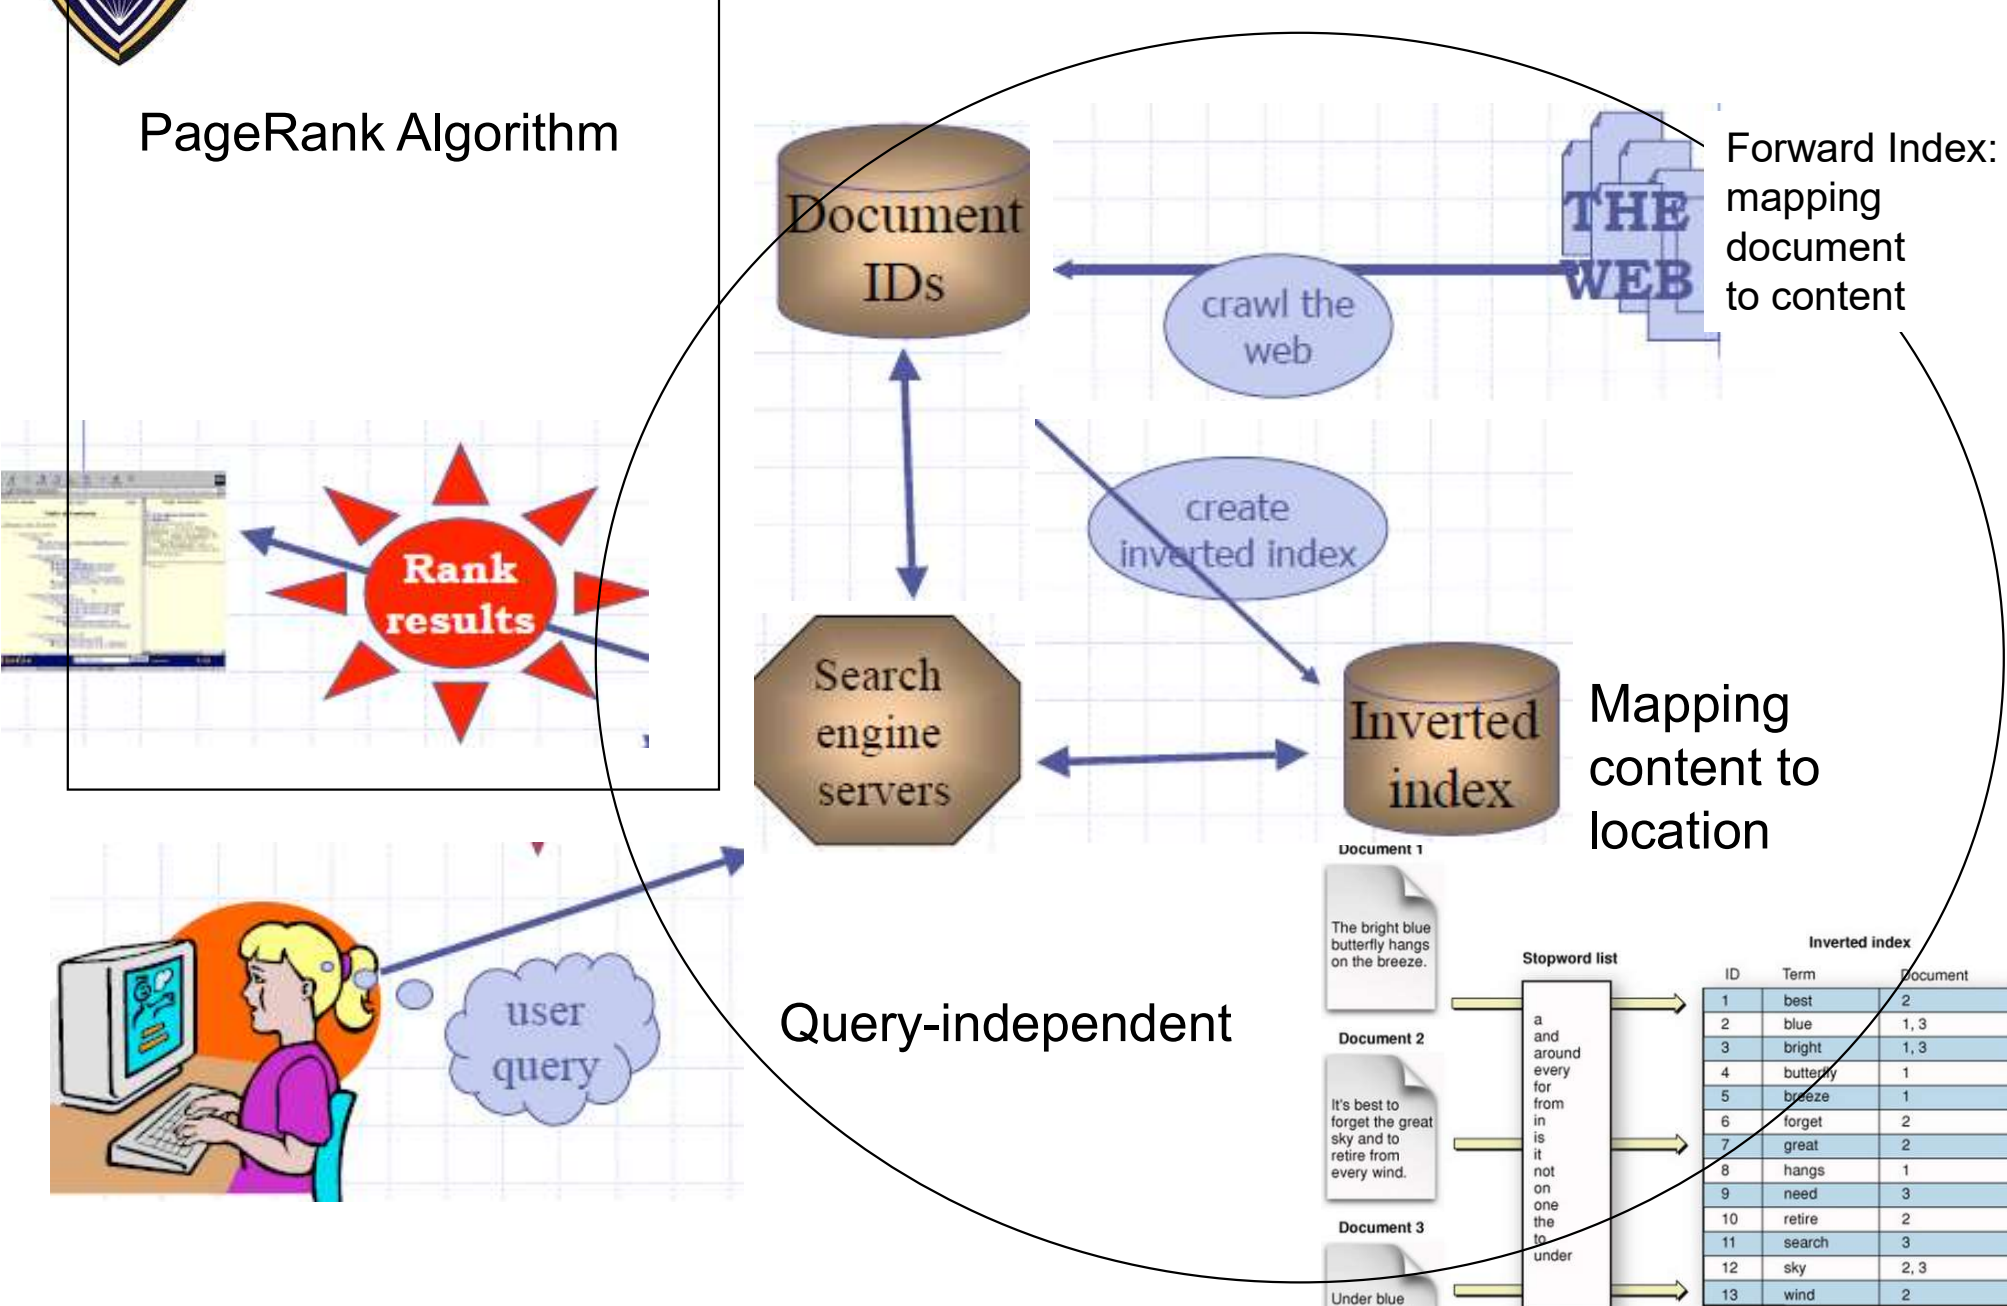 PageRank Algorithm
Document
IDs
crawl the
web
THE
WEB
Forward Index:
mapping
document
to content
create
inverted index
Rank
results
Search
engine
servers
Inverted
index
Mapping
content to
location
user
query
Query-independent
Document 1
The bright blue
butterfly hangs
on the breeze.
Document 2
It's best to
forget the great
sky and to
retire from
every wind.
Document 3
Under blue
Stopword list
a
and
around
every
for
from
in
is
it
not
on
one
the
to
under
Inverted index
ID Term Document
1 best 2
2 blue 1, 3
3 bright 1, 3
4 butterfly 1
5 breeze 1
6 forget 2
7 great 2
8 hangs 1
9 need 3
10 retire 2
11 search 3
12 sky 2, 3
13 wind 2